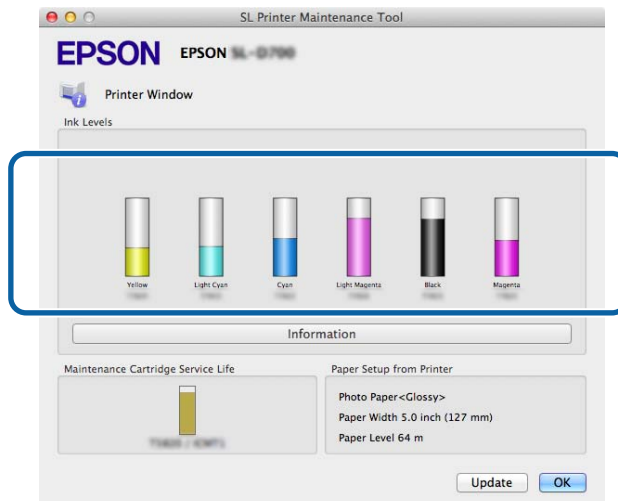 SL Printer Maintenance Tool
EPSON EPSON
Printer Window
Ink Levels
Yellow Light Cyan Cyan Light Magenta Black Magenta
Information
Maintenance Cartridge Service Life
Paper Setup from Printer
Photo Paper<Glossy>
Paper Width 5.0 inch (127 mm)
Paper Level 64 m
Update OK